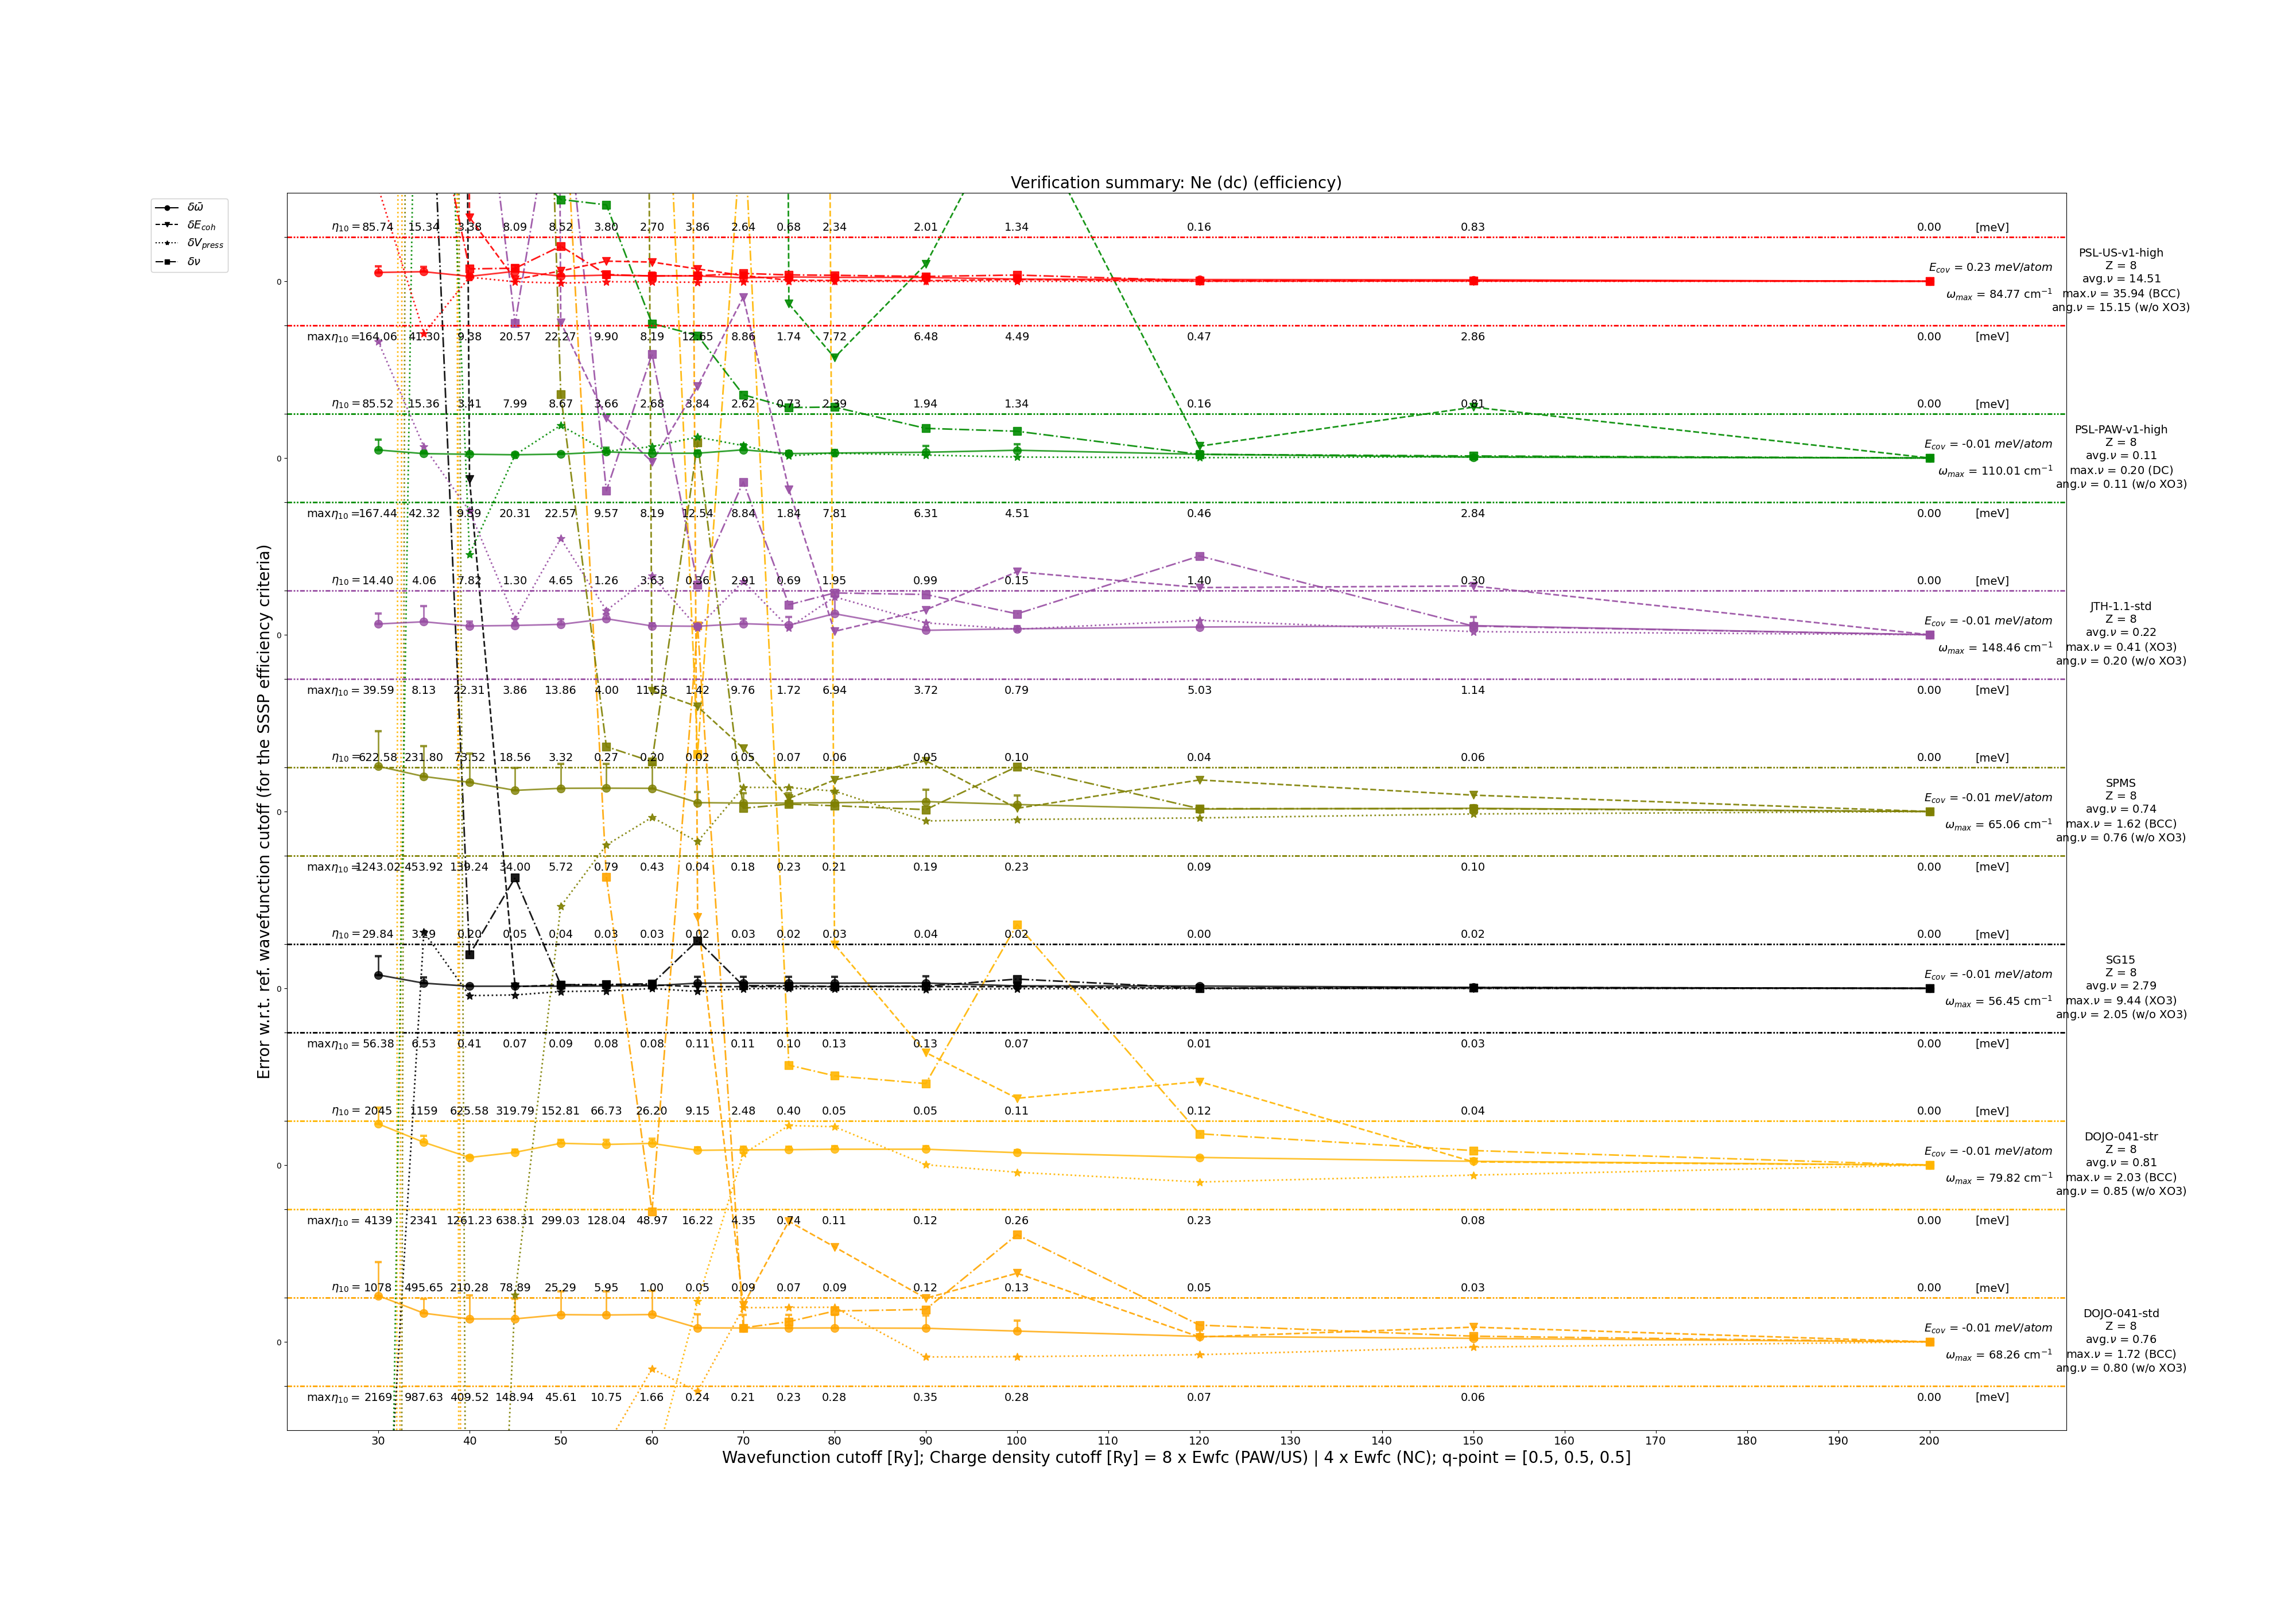 Verification summary: Ne (dc) (efficiency)
δω̄
δE_coh
δV_press
δν
Error w.r.t. ref. wavefunction cutoff (for the SSSP efficiency criteria)
η₁₀ = 85.74 15.34 3.38 8.09 8.52 3.80 2.70 3.86 2.64 0.68 2.34 2.01 1.34 0.16 0.83 0.00 [meV]
0
E_cov = 0.23 meV/atom
ω_max = 84.77 cm⁻¹
maxη₁₀ = 164.06 41.30 9.38 20.57 22.27 9.90 8.19 12.65 8.86 1.74 7.72 6.48 4.49 0.47 2.86 0.00 [meV]
PSL-US-v1-high
Z = 8
avg.ν = 14.51
max.ν = 35.94 (BCC)
ang.ν = 15.15 (w/o XO3)
η₁₀ = 85.52 15.36 3.41 7.99 8.67 3.66 2.68 3.84 2.62 0.73 2.39 1.94 1.34 0.16 0.81 0.00 [meV]
0
E_cov = -0.01 meV/atom
ω_max = 110.01 cm⁻¹
maxη₁₀ = 167.44 42.32 9.39 20.31 22.57 9.57 8.19 12.54 8.84 1.84 7.81 6.31 4.51 0.46 2.84 0.00 [meV]
PSL-PAW-v1-high
Z = 8
avg.ν = 0.11
max.ν = 0.20 (DC)
ang.ν = 0.11 (w/o XO3)
η₁₀ = 14.40 4.06 7.82 1.30 4.65 1.26 3.63 0.36 2.91 0.69 1.95 0.99 0.15 1.40 0.30 0.00 [meV]
0
E_cov = -0.01 meV/atom
ω_max = 148.46 cm⁻¹
maxη₁₀ = 39.59 8.13 22.31 3.86 13.86 4.00 11.53 1.42 9.76 1.72 6.94 3.72 0.79 5.03 1.14 0.00 [meV]
JTH-1.1-std
Z = 8
avg.ν = 0.22
max.ν = 0.41 (XO3)
ang.ν = 0.20 (w/o XO3)
η₁₀ = 622.58 231.80 73.52 18.56 3.32 0.27 0.20 0.02 0.05 0.07 0.06 0.05 0.10 0.04 0.06 0.00 [meV]
0
E_cov = -0.01 meV/atom
ω_max = 65.06 cm⁻¹
maxη₁₀ = 1243.02 453.92 139.24 34.00 5.72 0.79 0.43 0.04 0.18 0.23 0.21 0.19 0.23 0.09 0.10 0.00 [meV]
SPMS
Z = 8
avg.ν = 0.74
max.ν = 1.62 (BCC)
ang.ν = 0.76 (w/o XO3)
η₁₀ = 29.84 0.20 0.05 0.04 0.03 0.03 0.02 0.03 0.02 0.03 0.04 0.02 0.00 0.02 0.00 [meV]
0
E_cov = -0.01 meV/atom
ω_max = 56.45 cm⁻¹
maxη₁₀ = 56.38 6.53 0.41 0.07 0.09 0.08 0.08 0.11 0.11 0.10 0.13 0.13 0.07 0.01 0.03 0.00 [meV]
SG15
Z = 8
avg.ν = 2.79
max.ν = 9.44 (XO3)
ang.ν = 2.05 (w/o XO3)
η₁₀ = 2045 1159 625.58 319.79 152.81 66.73 26.20 9.15 2.48 0.40 0.05 0.05 0.11 0.12 0.04 0.00 [meV]
0
E_cov = -0.01 meV/atom
ω_max = 79.82 cm⁻¹
maxη₁₀ = 4139 2341 1261.23 638.31 299.03 128.04 48.97 16.22 4.35 0.74 0.11 0.12 0.26 0.23 0.08 0.00 [meV]
DOJO-041-str
Z = 8
avg.ν = 0.81
max.ν = 2.03 (BCC)
ang.ν = 0.85 (w/o XO3)
η₁₀ = 1078 495.65 210.28 78.89 25.29 5.95 1.00 0.05 0.09 0.07 0.09 0.12 0.13 0.05 0.03 0.00 [meV]
0
E_cov = -0.01 meV/atom
ω_max = 68.26 cm⁻¹
maxη₁₀ = 2169 987.63 409.52 148.94 45.61 10.75 1.66 0.24 0.21 0.23 0.28 0.35 0.28 0.07 0.06 0.00 [meV]
DOJO-041-std
Z = 8
avg.ν = 0.76
max.ν = 1.72 (BCC)
ang.ν = 0.80 (w/o XO3)
30 40 50 60 70 80 90 100 110 120 130 140 150 160 170 180 190 200
Wavefunction cutoff [Ry]; Charge density cutoff [Ry] = 8 x Ewfc (PAW/US) | 4 x Ewfc (NC); q-point = [0.5, 0.5, 0.5]